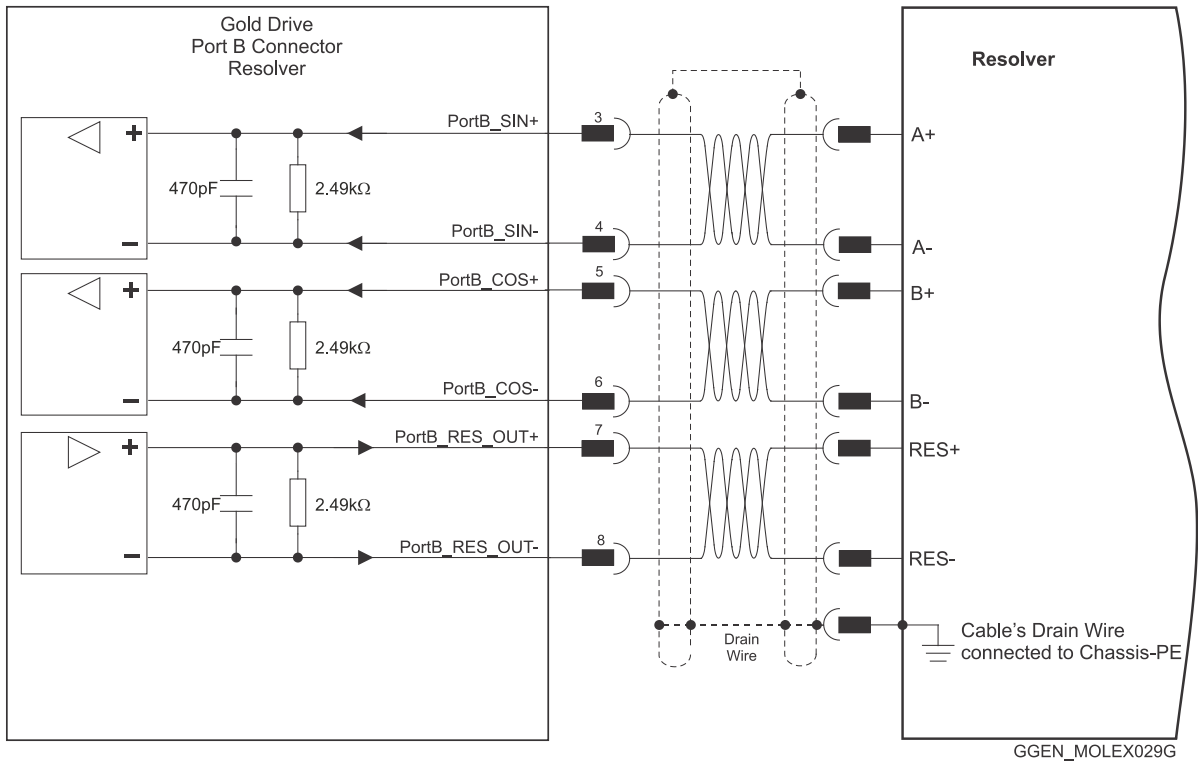 Gold Drive
Port B Connector
Resolver
Resolver
+
PortB_SIN+
3
A+
470pF
2.49kΩ
PortB_SIN-
4
A-
−
+
PortB_COS+
5
B+
470pF
2.49kΩ
PortB_COS-
6
B-
−
+
PortB_RES_OUT+
7
RES+
470pF
2.49kΩ
PortB_RES_OUT-
8
RES-
−
Drain
Wire
Cable's Drain Wire
connected to Chassis-PE
GGEN_MOLEX029G